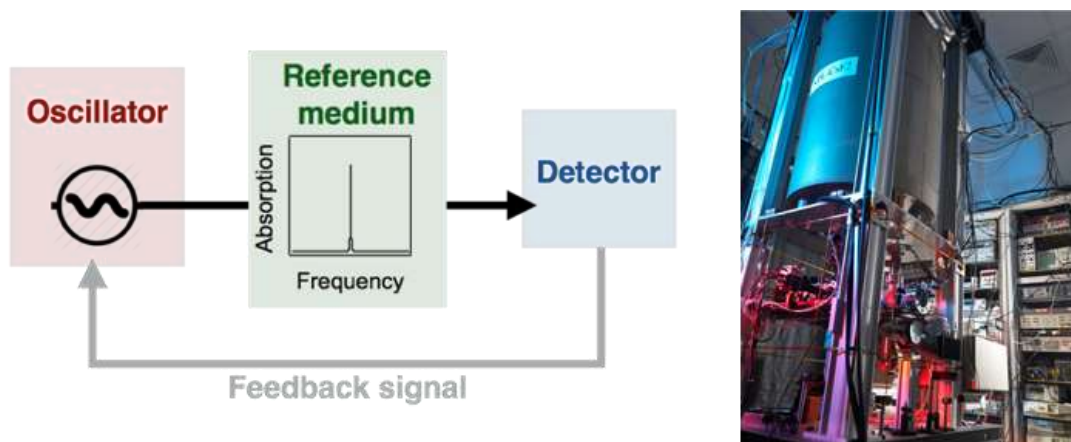 Oscillator
Reference
medium
Absorption
Frequency
Detector
Feedback signal